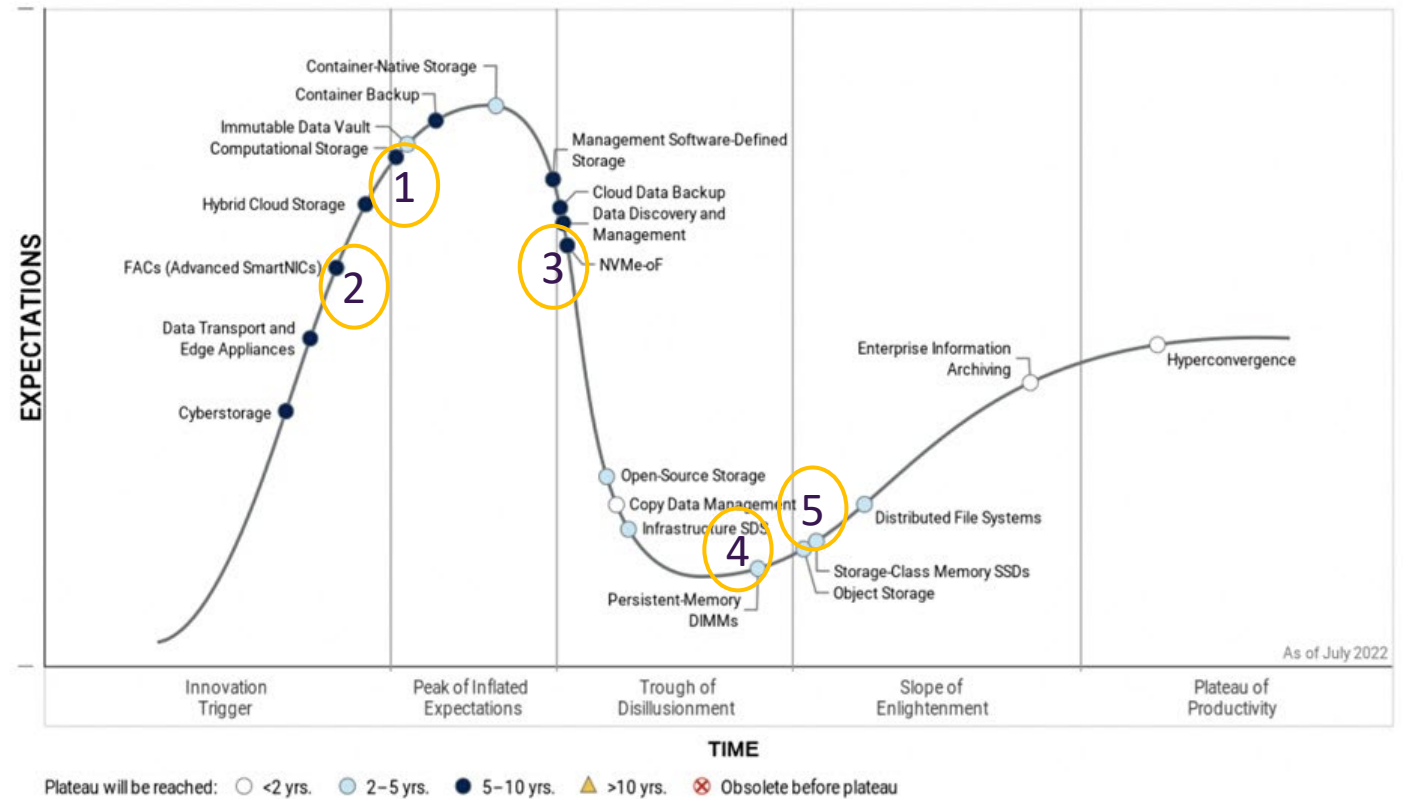 Container-Native Storage
Container Backup
Immutable Data Vault
Computational Storage
Hybrid Cloud Storage
FACs (Advanced SmartNICs)
Data Transport and
Edge Appliances
Cyberstorage
1
2
Management Software-Defined
Storage
Cloud Data Backup
Data Discovery and
Management
NVMe-oF
3
Open-Source Storage
Copy Data Management
Infrastructure SDS
4
Persistent-Memory
DIMMs
5
Distributed File Systems
Storage-Class Memory SSDs
Object Storage
Enterprise Information
Archiving
Hyperconvergence
EXPECTATIONS
As of July 2022
Innovation
Trigger
Peak of Inflated
Expectations
Trough of
Disillusionment
Slope of
Enlightenment
Plateau of
Productivity
TIME
Plateau will be reached: <2 yrs. 2–5 yrs. 5–10 yrs. >10 yrs. Obsolete before plateau